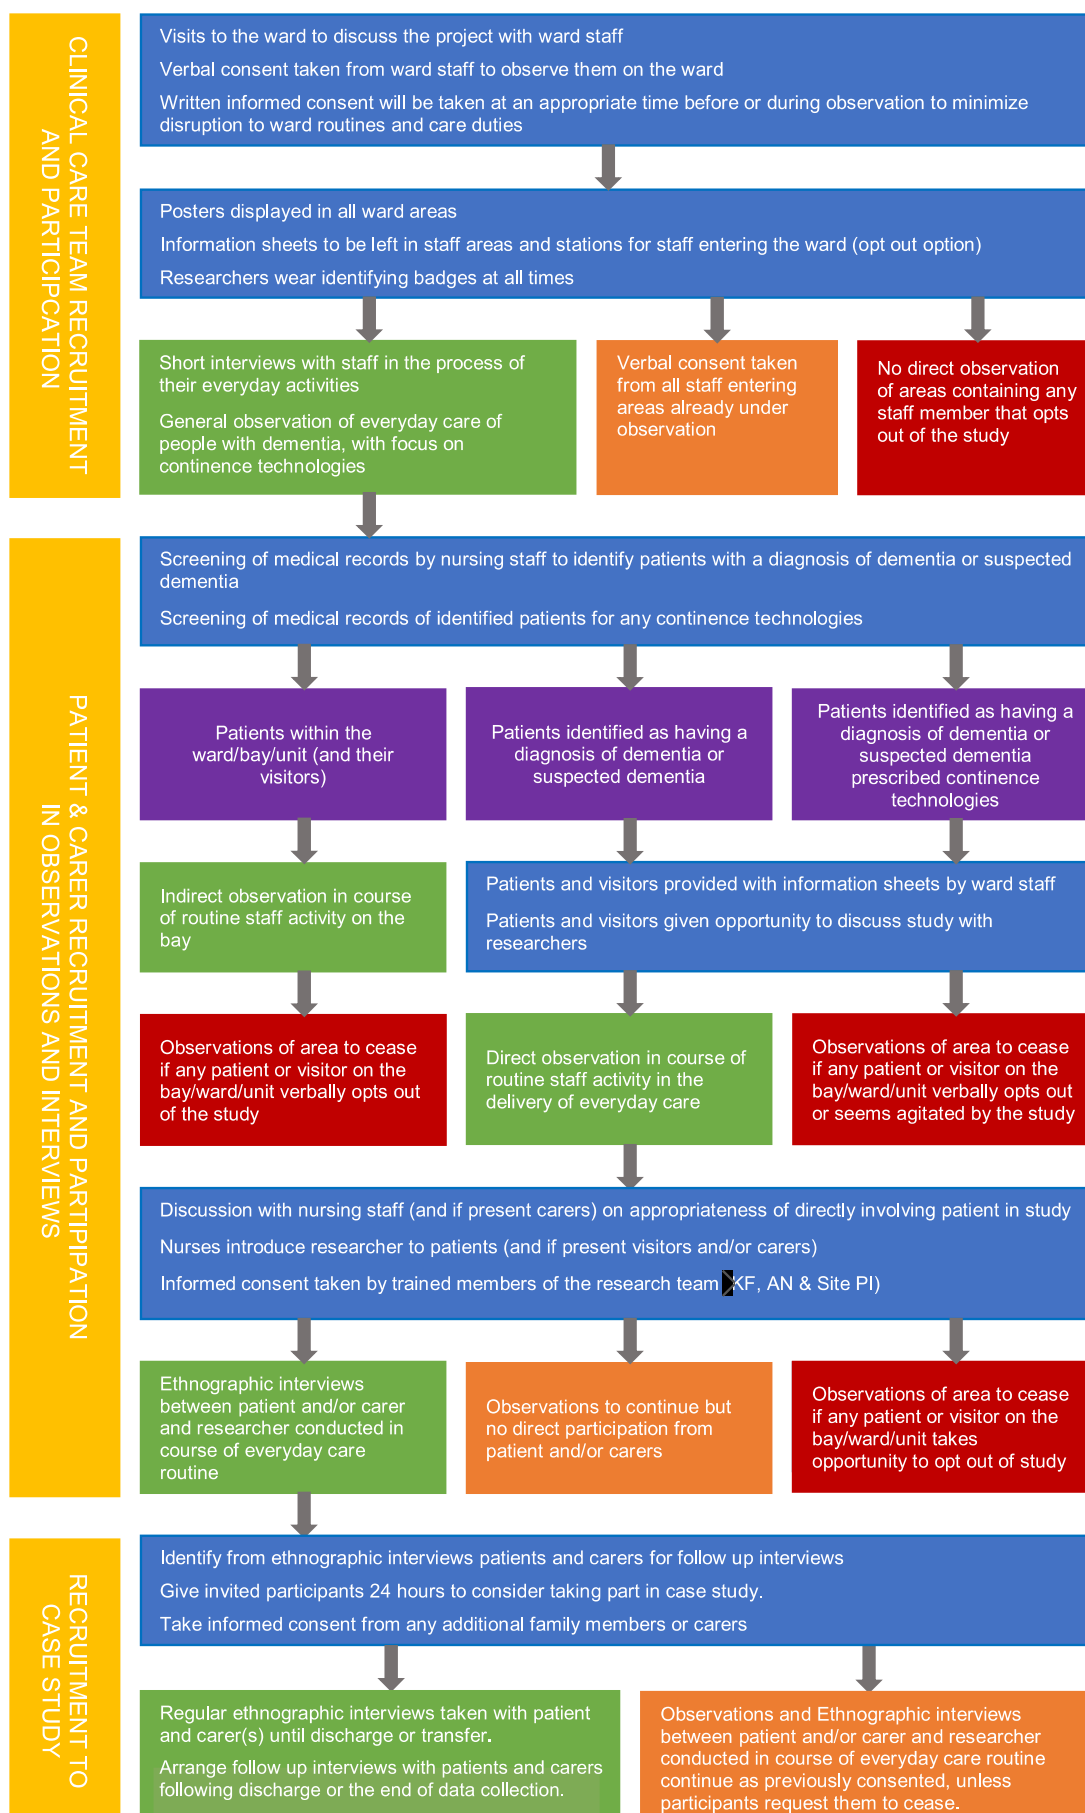 CLINICAL CARE TEAM RECRUITMENT
AND PARTICIPCATION
Visits to the ward to discuss the project with ward staff
Verbal consent taken from ward staff to observe them on the ward
Written informed consent will be taken at an appropriate time before or during observation to minimize
disruption to ward routines and care duties
Posters displayed in all ward areas
Information sheets to be left in staff areas and stations for staff entering the ward (opt out option)
Researchers wear identifying badges at all times
Short interviews with staff in the process of
their everyday activities
General observation of everyday care of
people with dementia, with focus on
continence technologies
Verbal consent taken
from all staff entering
areas already under
observation
No direct observation
of areas containing any
staff member that opts
out of the study
PATIENT & CARER RECRUITMENT AND PARTIPIPATION
IN OBSERVATIONS AND INTERVIEWS
Screening of medical records by nursing staff to identify patients with a diagnosis of dementia or suspected
dementia
Screening of medical records of identified patients for any continence technologies
Patients within the
ward/bay/unit (and their
visitors)
Patients identified as having a
diagnosis of dementia or
suspected dementia
Patients identified as having a
diagnosis of dementia or
suspected dementia
prescribed continence
technologies
Indirect observation in course
of routine staff activity on the
bay
Patients and visitors provided with information sheets by ward staff
Patients and visitors given opportunity to discuss study with
researchers
Observations of area to cease
if any patient or visitor on the
bay/ward/unit verbally opts out
of the study
Direct observation in course of
routine staff activity in the
delivery of everyday care
Observations of area to cease
if any patient or visitor on the
bay/ward/unit verbally opts out
or seems agitated by the study
Discussion with nursing staff (and if present carers) on appropriateness of directly involving patient in study
Nurses introduce researcher to patients (and if present visitors and/or carers)
Informed consent taken by trained members of the research team KF, AN & Site PI)
Ethnographic interviews
between patient and/or carer
and researcher conducted in
course of everyday care
routine
Observations to continue but
no direct participation from
patient and/or carers
Observations of area to cease
if any patient or visitor on the
bay/ward/unit takes
opportunity to opt out of study
RECRUITMENT TO
CASE STUDY
Identify from ethnographic interviews patients and carers for follow up interviews
Give invited participants 24 hours to consider taking part in case study.
Take informed consent from any additional family members or carers
Regular ethnographic interviews taken with patient
and carer(s) until discharge or transfer.
Arrange follow up interviews with patients and carers
following discharge or the end of data collection.
Observations and Ethnographic interviews
between patient and/or carer and researcher
conducted in course of everyday care routine
continue as previously consented, unless
participants request them to cease.